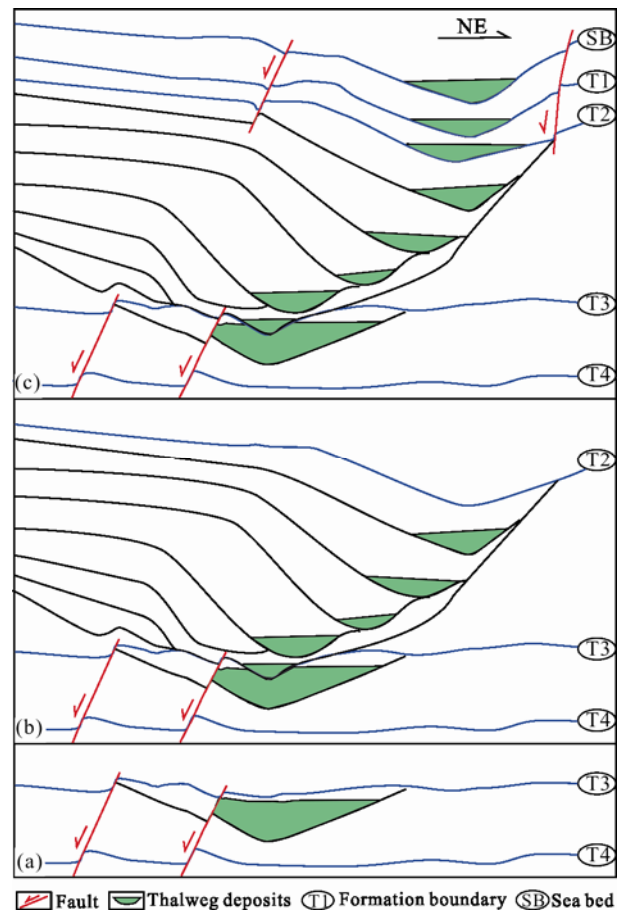 NE
SB
T1
T2
T3
(c) T4
T2
T3
(b) T4
T3
(a) T4
Fault Thalweg deposits T1 Formation boundary SB Sea bed